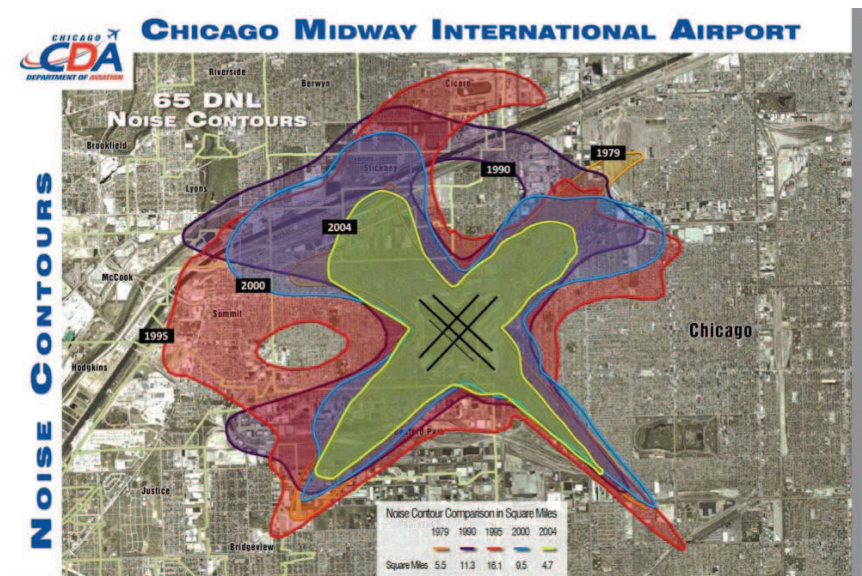 CHICAGO
CDA
DEPARTMENT OF AVIATION
CHICAGO MIDWAY INTERNATIONAL AIRPORT
NOISE CONTOURS
65 DNL
NOISE CONTOURS
Riverside
Berwyn
Cicero
Brookfield
Stickney
1990
1979
Lyons
2004
McCook
2000
Summit
1995
Chicago
Hodgkins
Justice
Bridgeview
Noise Contour Comparison in Square Miles
1979 1990 1995 2000 2004
Square Miles 5.5 11.3 16.1 9.5 4.7